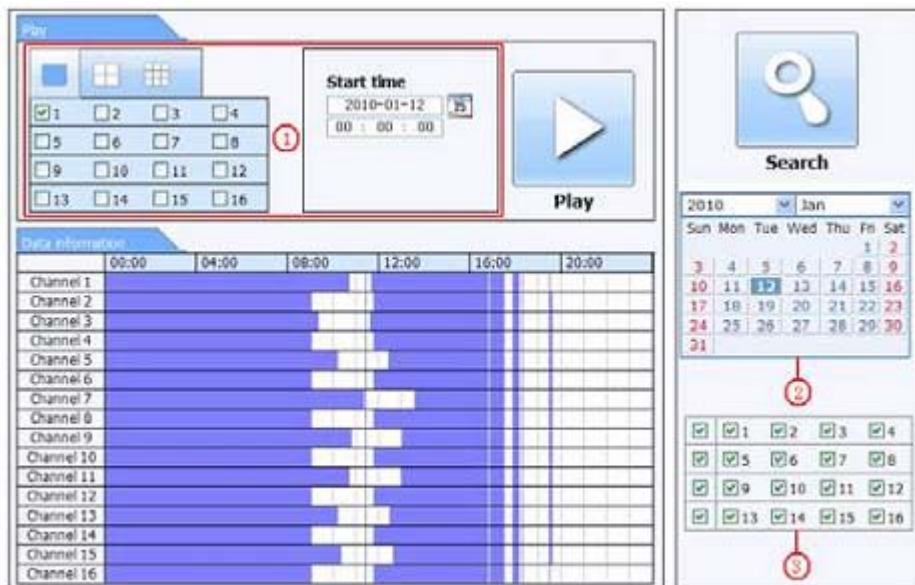 Play
Start time
2010-01-12 15
00 : 00 : 00
1 2 3 4
5 6 7 8
9 10 11 12
13 14 15 16
1
Play
Data information
00:00 04:00 08:00 12:00 16:00 20:00
Channel 1
Channel 2
Channel 3
Channel 4
Channel 5
Channel 6
Channel 7
Channel 8
Channel 9
Channel 10
Channel 11
Channel 12
Channel 13
Channel 14
Channel 15
Channel 16
Search
2010 Jan
Sun Mon Tue Wed Thu Fri Sat
1 2
3 4 5 6 7 8 9
10 11 12 13 14 15 16
17 18 19 20 21 22 23
24 25 26 27 28 29 30
31
2
1 2 3 4
5 6 7 8
9 10 11 12
13 14 15 16
3